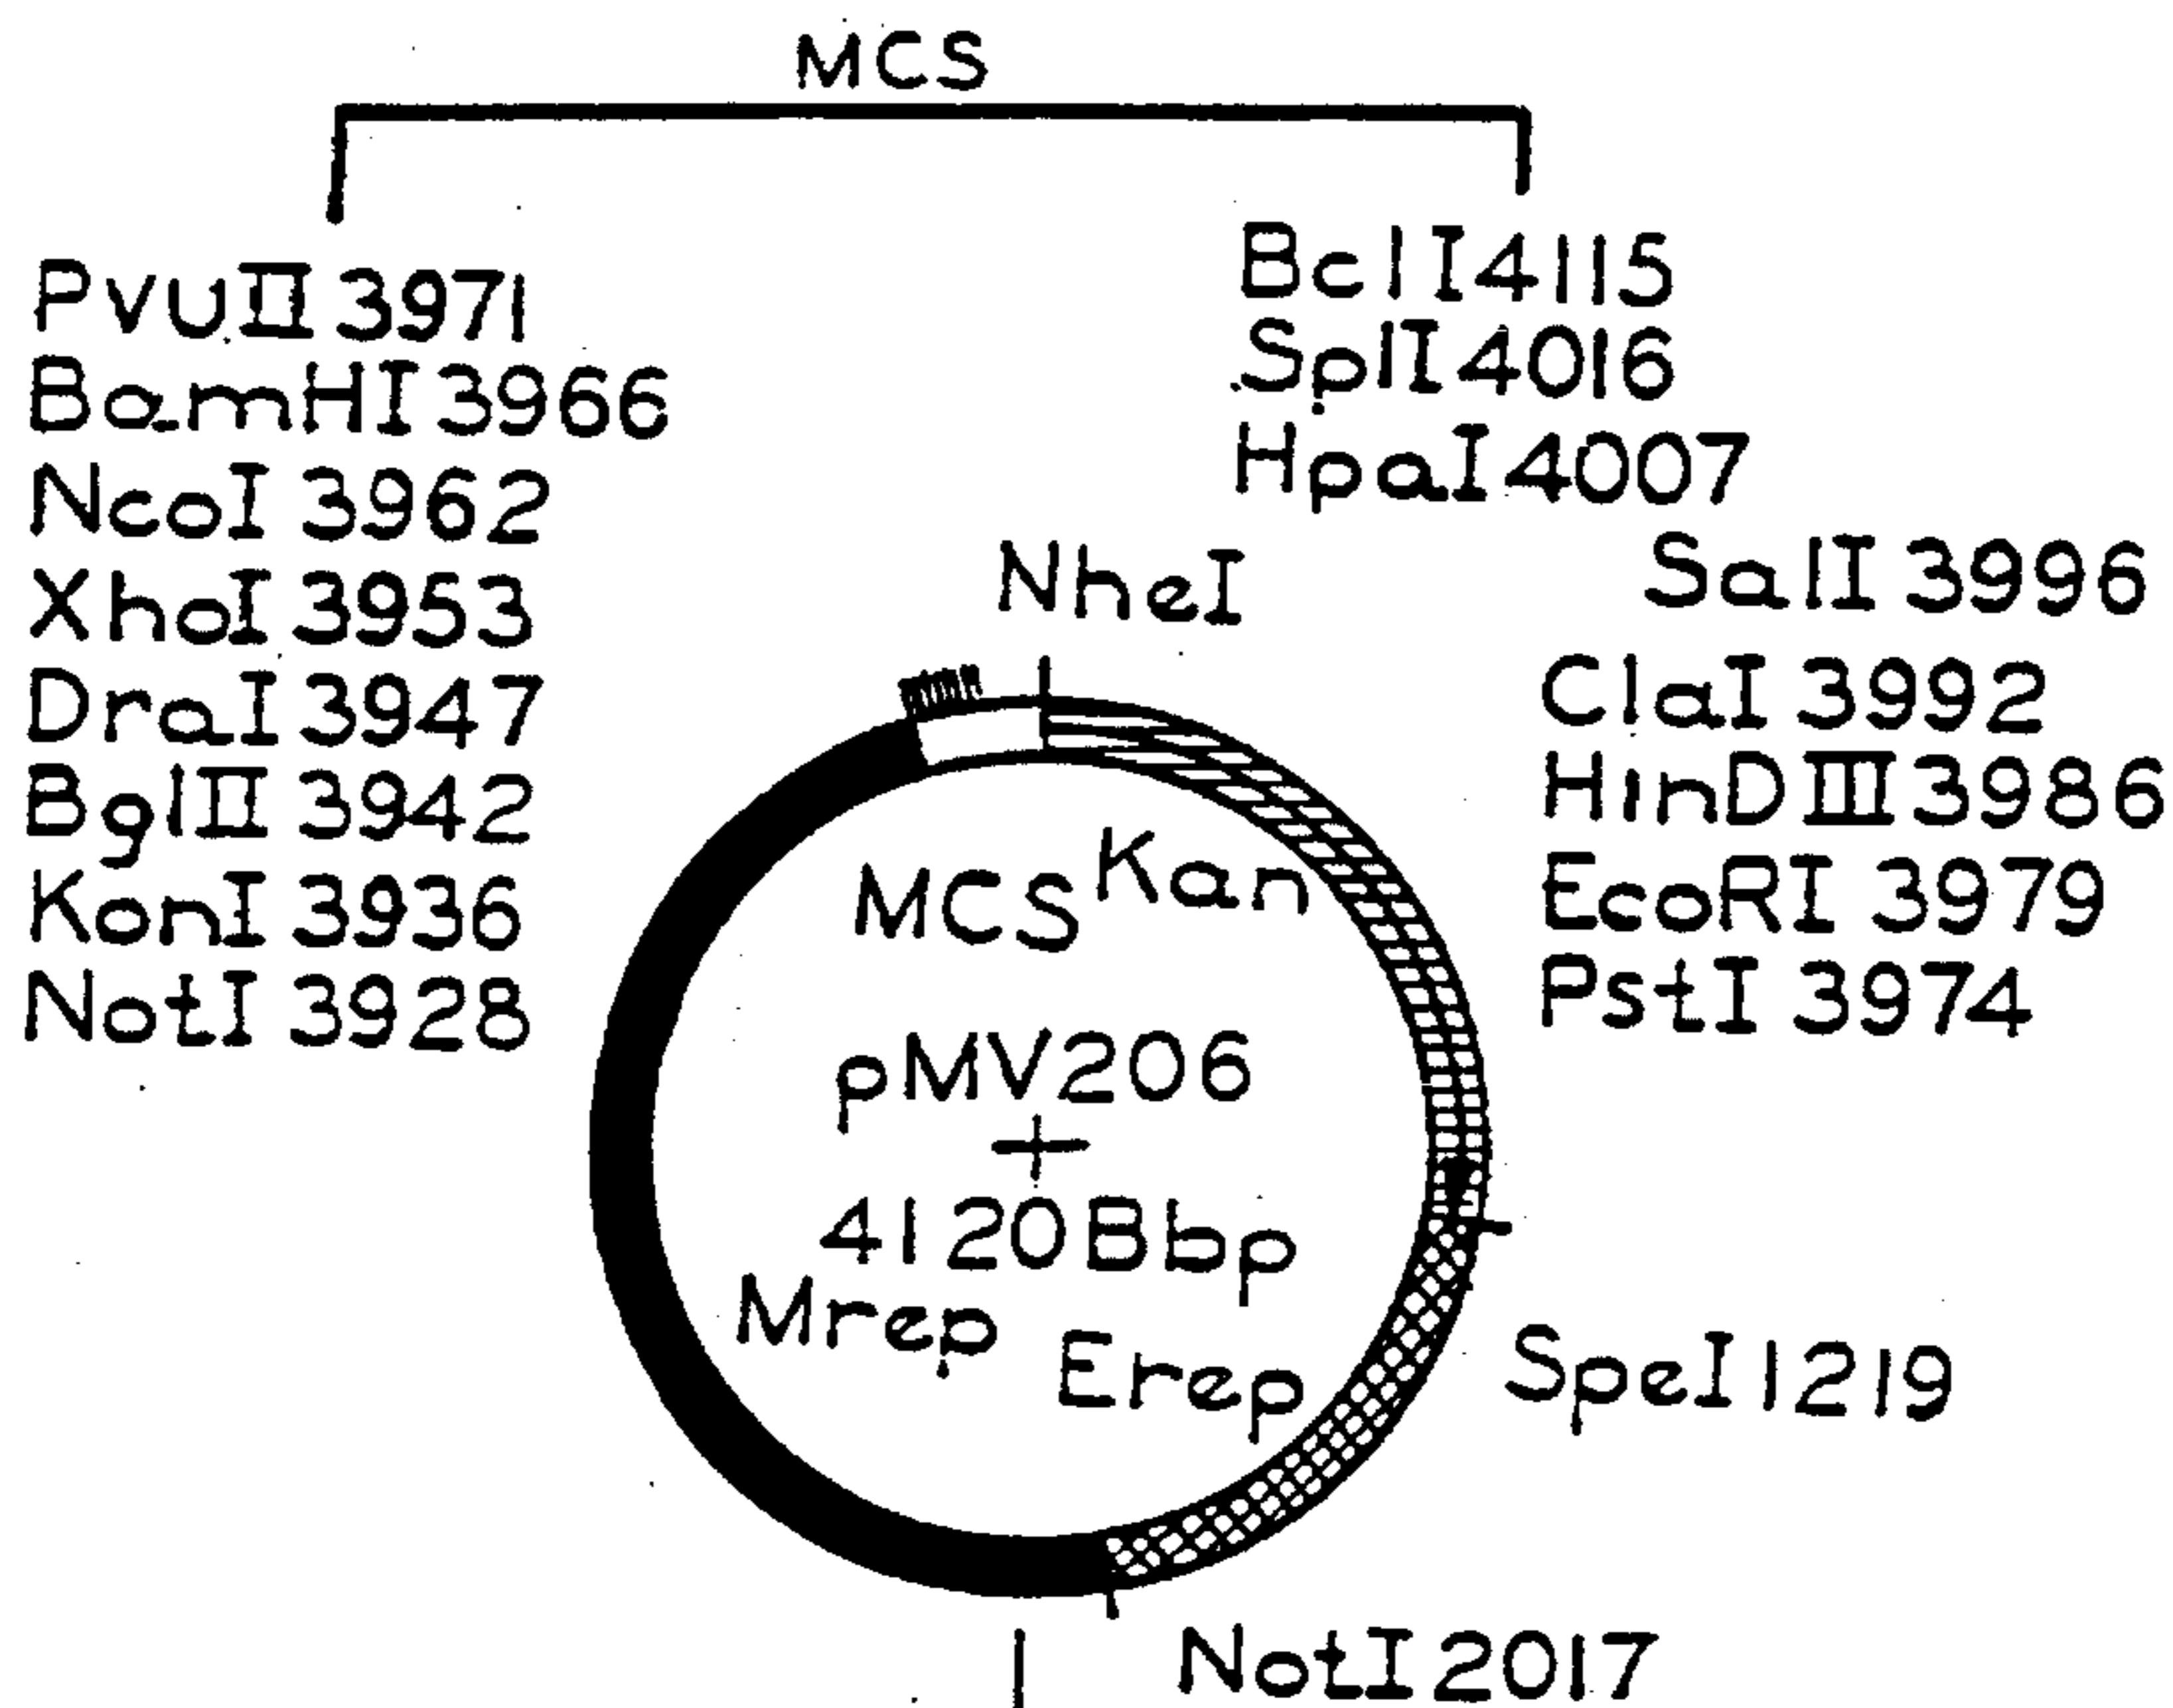 MCS
PvuII 3971
BamHI 3966
NcoI 3962
XhoI 3953
DraI 3947
BglII 3942
KonI 3936
NotI 3928
BclI 4115
SplI 4016
HpaI 4007
SalI 3996
ClaI 3992
HinDIII 3986
EcoRI 3979
PstI 3974
NheI
MCS
Kan
pMV206
4120Bbp
Mrep
Erep
SpeI 1219
NotI 2017